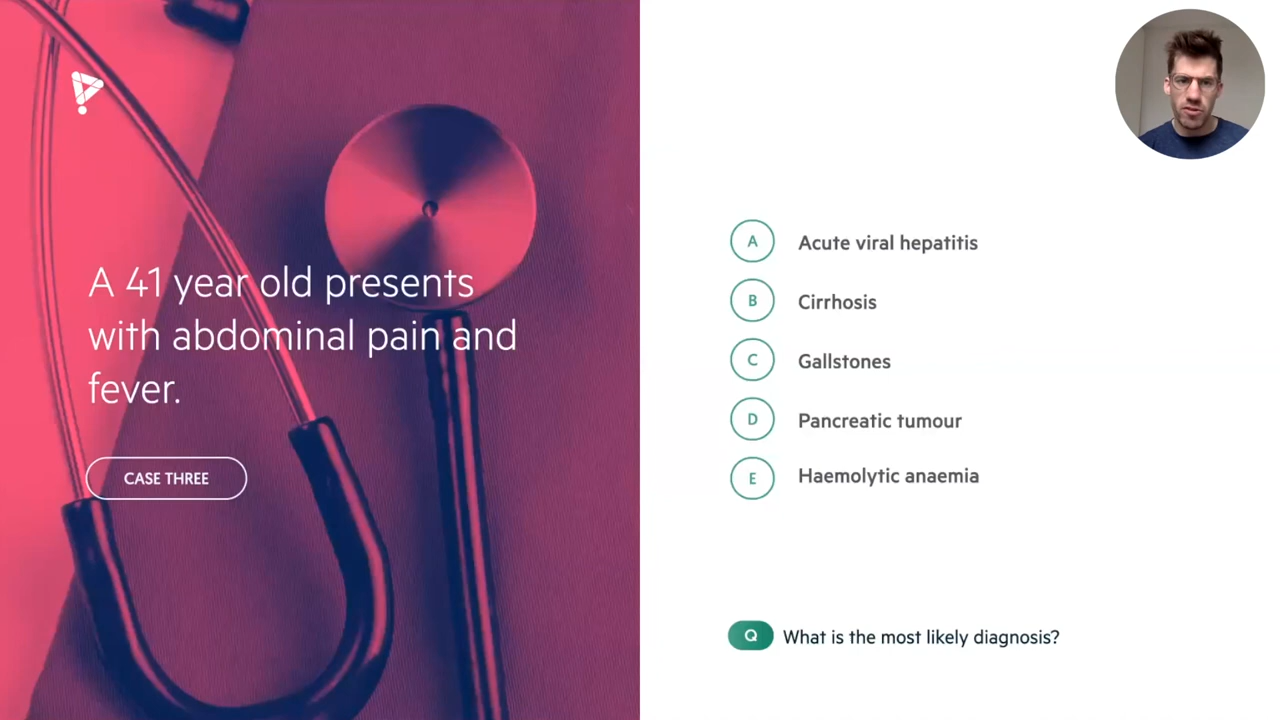 A 41 year old presents
with abdominal pain and
fever.
CASE THREE
A Acute viral hepatitis
B Cirrhosis
C Gallstones
D Pancreatic tumour
E Haemolytic anaemia
Q What is the most likely diagnosis?